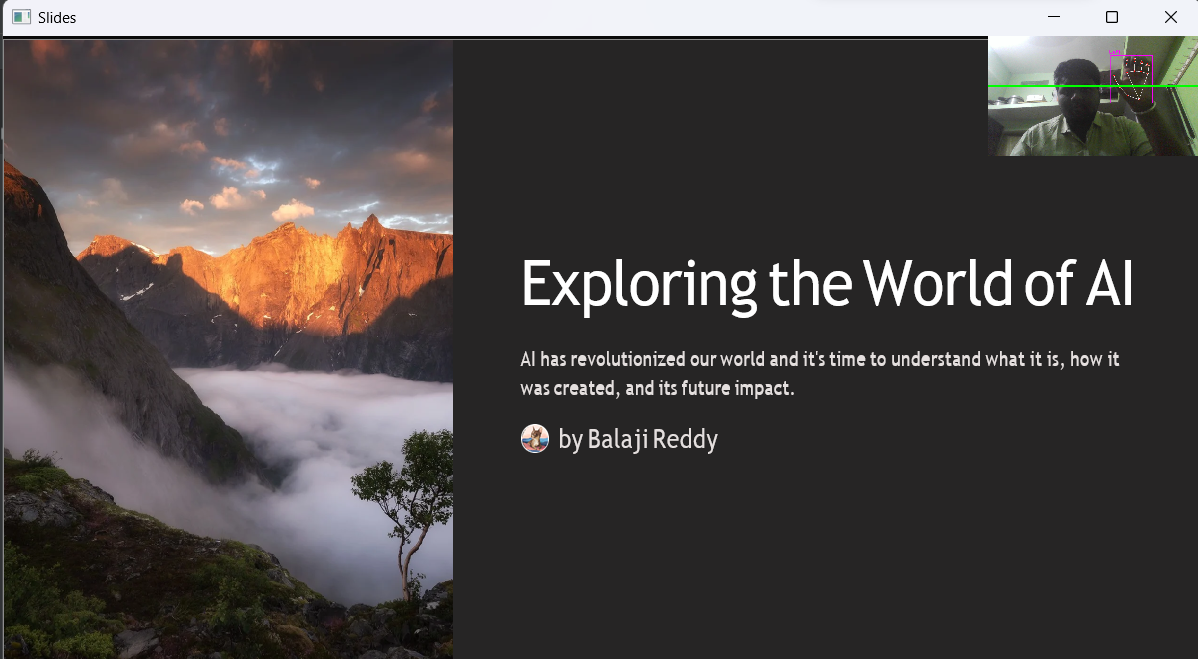 Slides
Exploring the World of AI
AI has revolutionized our world and it's time to understand what it is, how it
was created, and its future impact.
by Balaji Reddy